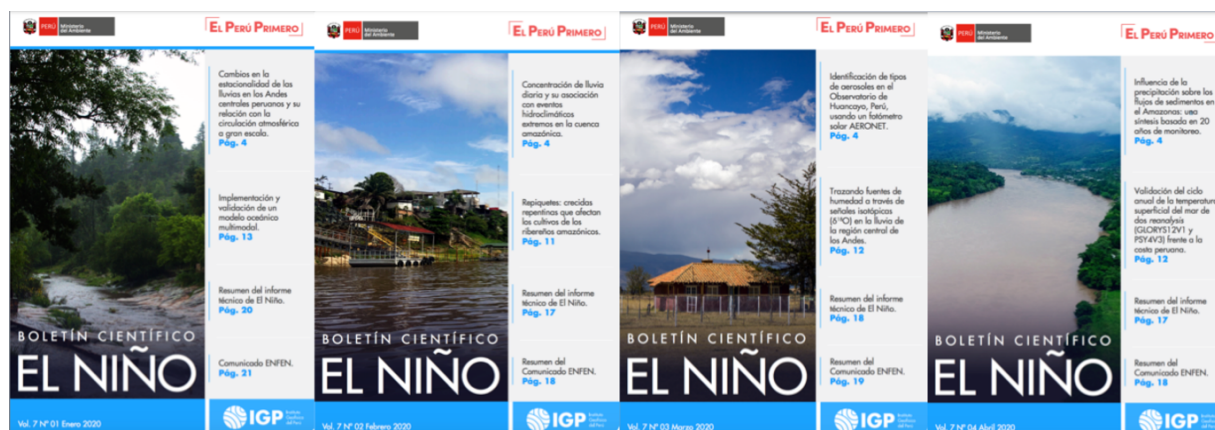 PERÚ
Ministerio
del Ambiente
EL PERÚ PRIMERO
Cambios en la
estacionalidad de las
lluvias en los Andes
centrales peruanos y su
relación con la
circulación atmosférica
a gran escala.
Pág. 4
Implementación y
validación de un
modelo oceánico
multimodal.
Pág. 13
Resumen del informe
técnico de El Niño.
Pág. 20
Comunicado ENFEN.
Pág. 21
BOLETÍN CIENTÍFICO
EL NIÑO
Vol. 7 N° 01 Enero 2020
IGP
PERÚ
Ministerio
del Ambiente
EL PERÚ PRIMERO
Concentración de lluvia
diaria y su asociación
con eventos
hidroclimáticos
extremos en la cuenca
amazónica.
Pág. 4
Repiquetes: crecidas
repentinas que afectan
los cultivos de los
ribereños amazónicos.
Pág. 11
Resumen del informe
técnico de El Niño.
Pág. 17
Resumen del
Comunicado ENFEN.
Pág. 18
BOLETÍN CIENTÍFICO
EL NIÑO
Vol. 7 N° 02 Febrero 2020
IGP
PERÚ
Ministerio
del Ambiente
EL PERÚ PRIMERO
Identificación de tipos
de aerosoles en el
Observatorio de
Huancayo, Perú,
usando un fotómetro
solar AERONET.
Pág. 4
Trazando fuentes de
humedad a través de
señales isotópicas
(δ¹⁸O) en la lluvia de
la región central de
los Andes.
Pág. 12
Resumen del informe
técnico de El Niño.
Pág. 18
Resumen del
Comunicado ENFEN.
Pág. 19
BOLETÍN CIENTÍFICO
EL NIÑO
Vol. 7 N° 03 Marzo 2020
IGP
PERÚ
Ministerio
del Ambiente
EL PERÚ PRIMERO
Influencia de la
precipitación sobre los
flujos de sedimentos en
el Amazonas: una
síntesis basada en 20
años de monitoreo.
Pág. 4
Validación del ciclo
anual de la temperatura
superficial del mar de
dos reanalysis
(GLORYS12V1 y
PSY4V3) frente a la
costa peruana.
Pág. 12
Resumen del informe
técnico de El Niño.
Pág. 17
Resumen del
Comunicado ENFEN.
Pág. 18
BOLETÍN CIENTÍFICO
EL NIÑO
Vol. 7 N° 04 Abril 2020
IGP